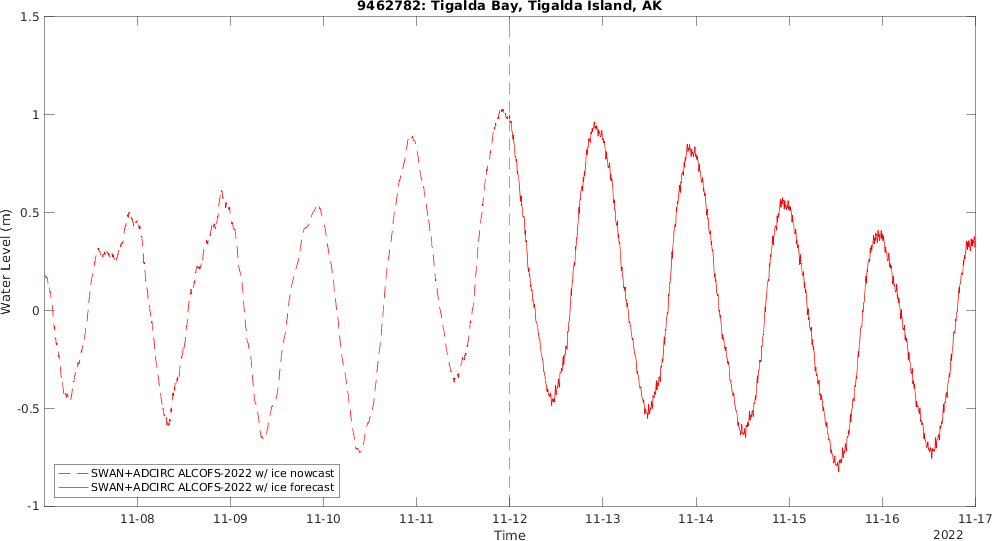 9462782: Tigalda Bay, Tigalda Island, AK
1.5
1
0.5
0
-0.5
-1
Water Level (m)
SWAN+ADCIRC ALCOFS-2022 w/ ice nowcast
SWAN+ADCIRC ALCOFS-2022 w/ ice forecast
11-08 11-09 11-10 11-11 11-12 11-13 11-14 11-15 11-16 11-17
Time
2022